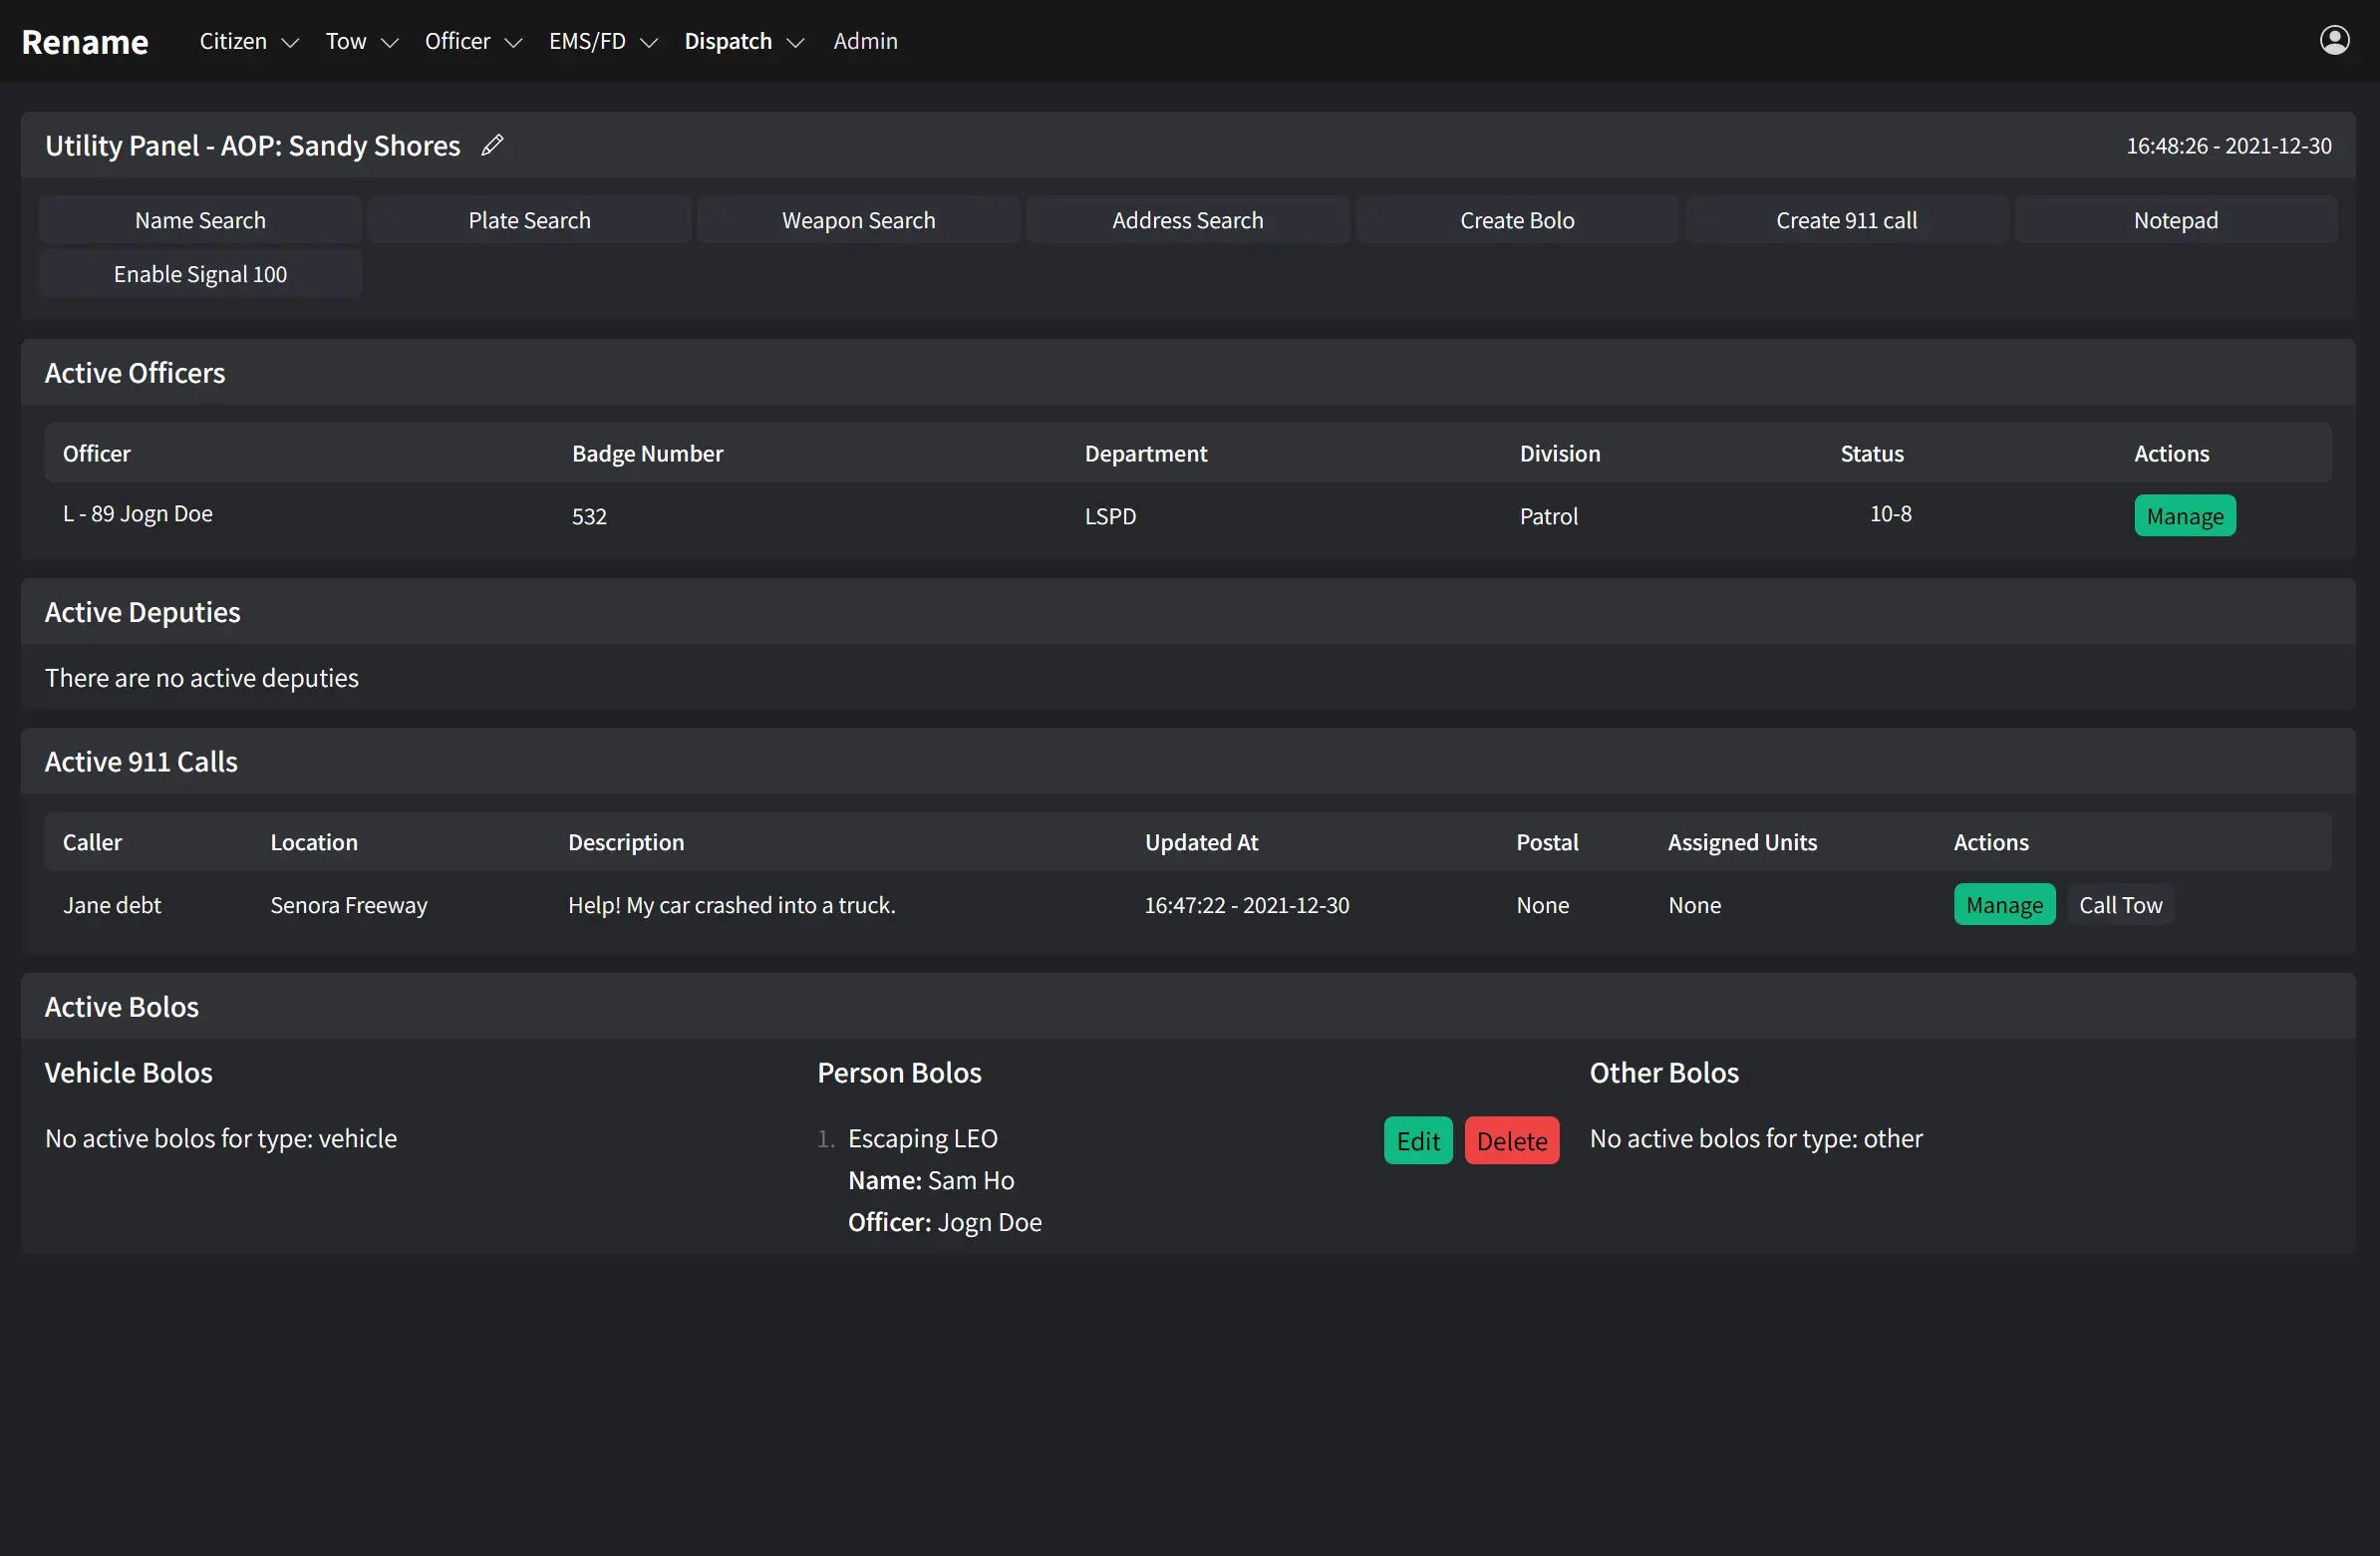 Rename Citizen Tow Officer EMS/FD Dispatch Admin
Utility Panel - AOP: Sandy Shores 16:48:26 - 2021-12-30
Name Search Plate Search Weapon Search Address Search Create Bolo Create 911 call Notepad
Enable Signal 100
Active Officers
Officer Badge Number Department Division Status Actions
L - 89 Jogn Doe 532 LSPD Patrol 10-8 Manage
Active Deputies
There are no active deputies
Active 911 Calls
Caller Location Description Updated At Postal Assigned Units Actions
Jane debt Senora Freeway Help! My car crashed into a truck. 16:47:22 - 2021-12-30 None None Manage Call Tow
Active Bolos
Vehicle Bolos Person Bolos Other Bolos
No active bolos for type: vehicle 1. Escaping LEO Edit Delete No active bolos for type: other
Name: Sam Ho
Officer: Jogn Doe